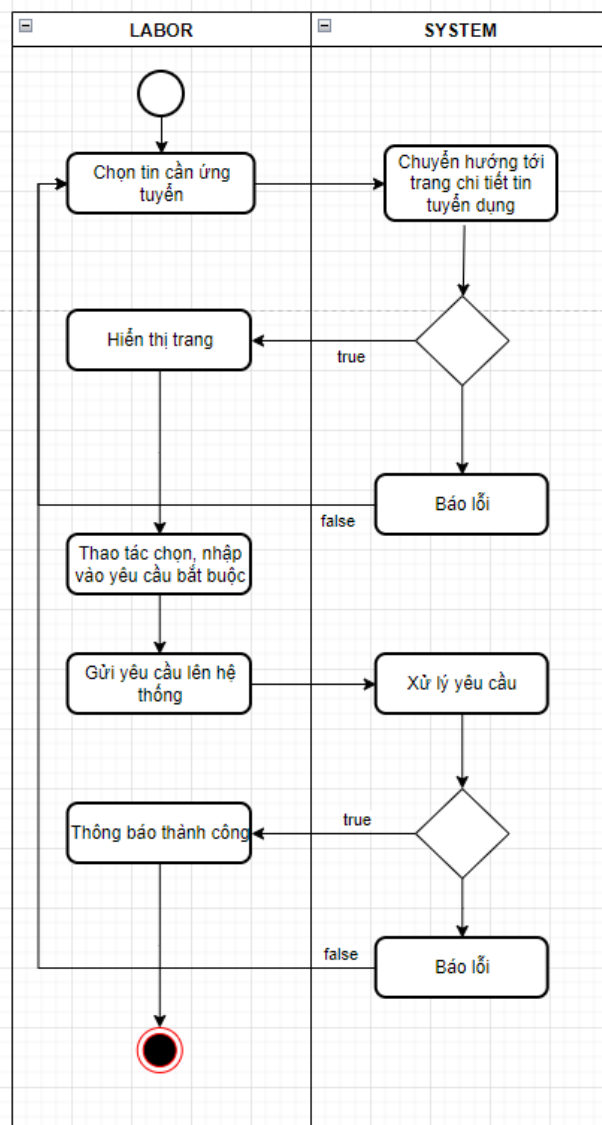 LABOR
SYSTEM
Chọn tin cần ứng
tuyển
Chuyển hướng tới
trang chi tiết tin
tuyển dụng
Hiển thị trang
true
Báo lỗi
false
Thao tác chọn, nhập
vào yêu cầu bắt buộc
Gửi yêu cầu lên hệ
thống
Xử lý yêu cầu
Thông báo thành công
true
false
Báo lỗi